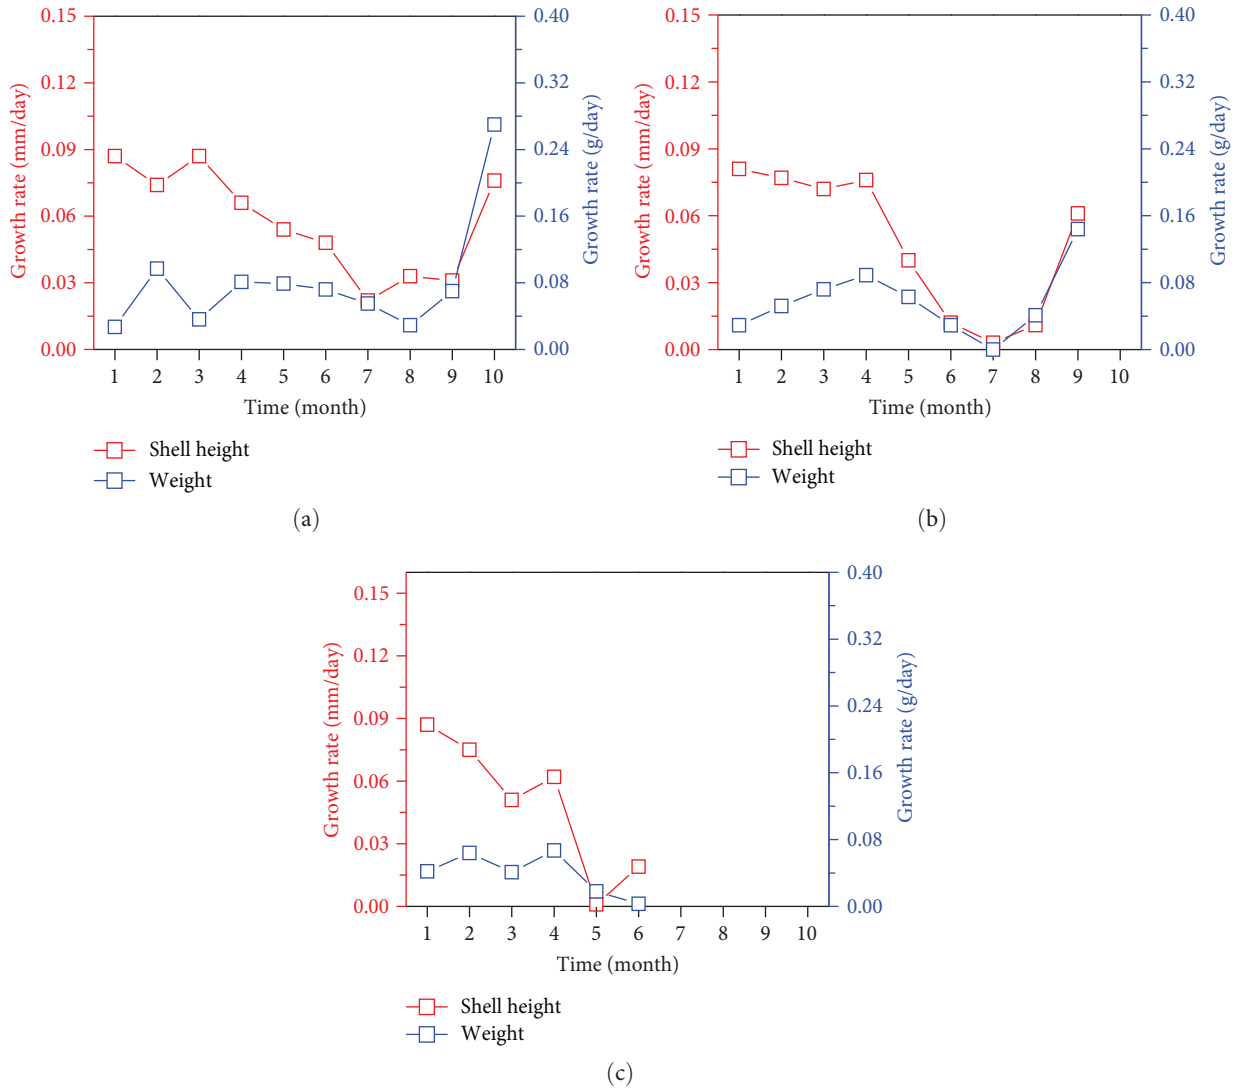 Growth rate (mm/day)
0.15
0.12
0.09
0.06
0.03
0.00
0.40
0.32
0.24
0.16
0.08
0.00
Growth rate (g/day)
1 2 3 4 5 6 7 8 9 10
Time (month)
Shell height
Weight
(a)
Growth rate (mm/day)
0.15
0.12
0.09
0.06
0.03
0.00
0.40
0.32
0.24
0.16
0.08
0.00
Growth rate (g/day)
1 2 3 4 5 6 7 8 9 10
Time (month)
Shell height
Weight
(b)
Growth rate (mm/day)
0.15
0.12
0.09
0.06
0.03
0.00
0.40
0.32
0.24
0.16
0.08
0.00
Growth rate (g/day)
1 2 3 4 5 6 7 8 9 10
Time (month)
Shell height
Weight
(c)